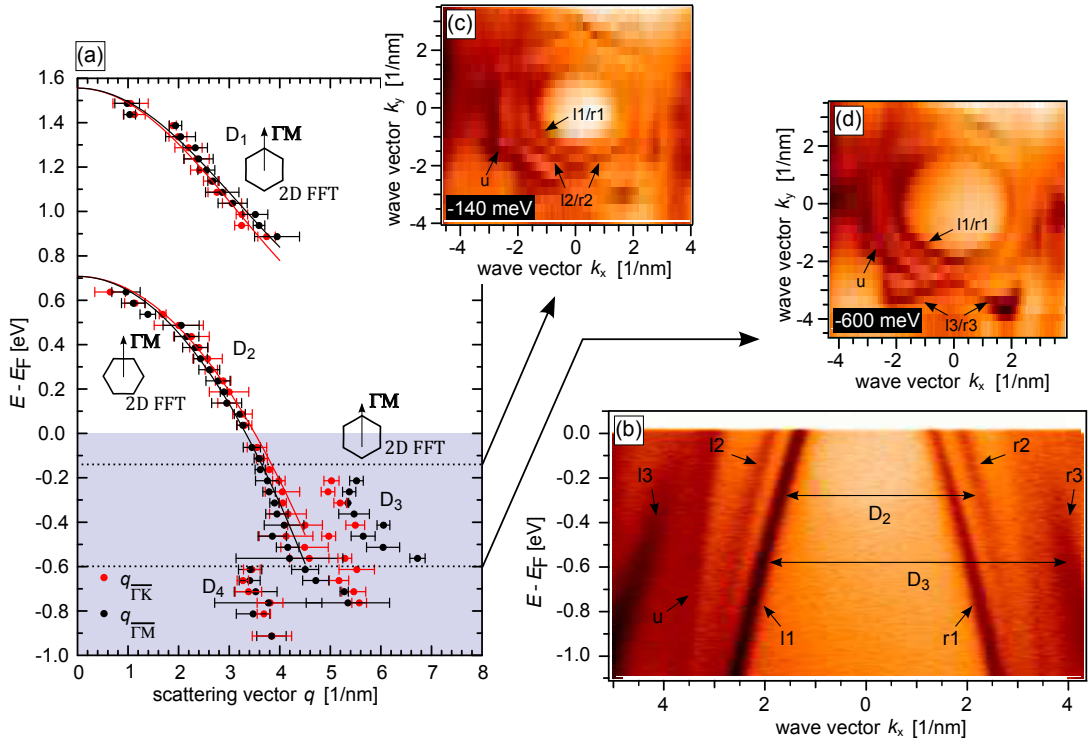 (a)
1.6
1.4
1.2
1.0
0.8
0.6
0.4
0.2
0.0
-0.2
-0.4
-0.6
-0.8
-1.0
E - EF [eV]
D1
ΓM
2D FFT
D2
ΓM
2D FFT
ΓM
2D FFT
D3
D4
qΓK
qΓM
0 1 2 3 4 5 6 7 8
scattering vector q [1/nm]
(c)
wave vector ky [1/nm]
2
0
-2
-4
l1/r1
u
l2/r2
-140 meV
-4 -2 0 2 4
wave vector kx [1/nm]
(d)
wave vector ky [1/nm]
2
0
-2
-4
l1/r1
u
l3/r3
-600 meV
-4 -2 0 2
wave vector kx [1/nm]
(b)
0.0
-0.2
-0.4
-0.6
-0.8
-1.0
E - EF [eV]
l2 r2
l3 r3
D2
D3
u
l1 r1
4 2 0 2 4
wave vector kx [1/nm]